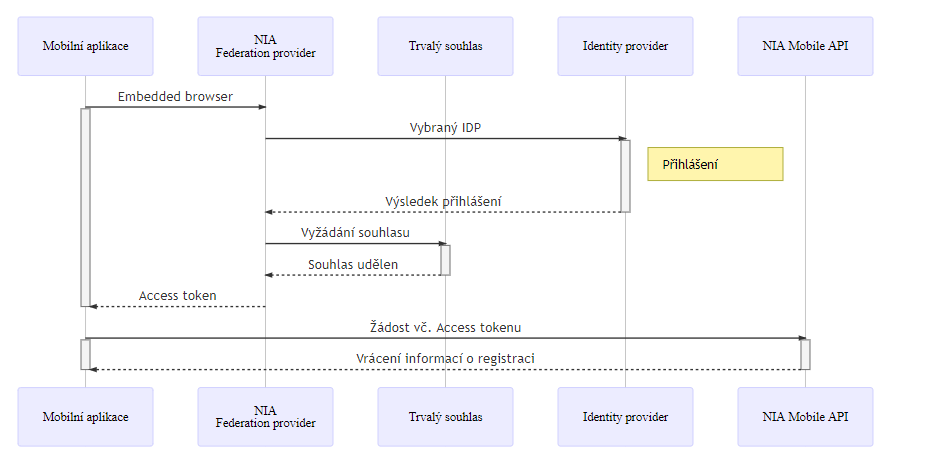 Mobilní aplikace
NIA
Federation provider
Trvalý souhlas
Identity provider
NIA Mobile API
Embedded browser
Vybraný IDP
Přihlášení
Výsledek přihlášení
Vyžádání souhlasu
Souhlas udělen
Access token
Žádost vč. Access tokenu
Vrácení informací o registraci
Mobilní aplikace
NIA
Federation provider
Trvalý souhlas
Identity provider
NIA Mobile API